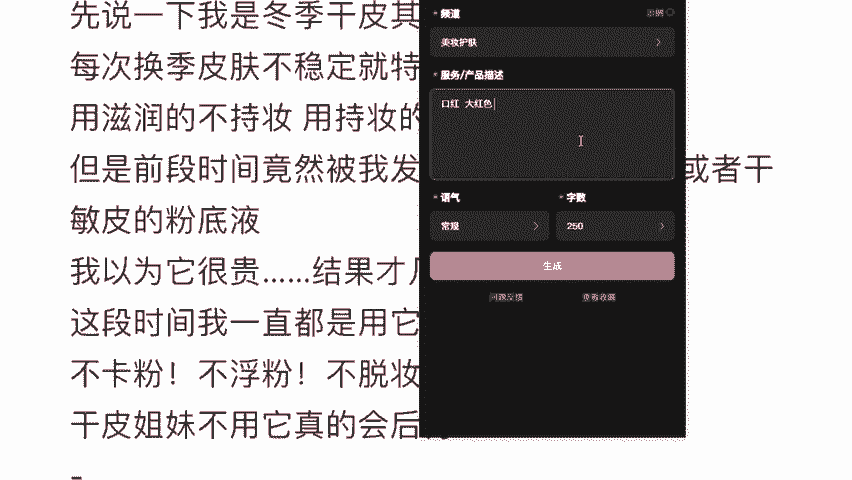 先说一下我是冬季干皮其
每次换季皮肤不稳定就特
用滋润的不持妆 用持妆的
但是前段时间竟然被我发
或者干
敏皮的粉底液
我以为它很贵……结果才几
这段时间我一直都是用它
不卡粉！不浮粉！不脱妆
干皮姐妹不用它真的会后
* 频道
美妆护肤
* 服务/产品描述
口红 大红色
* 语气
* 字数
常规
250
生成
问题反馈